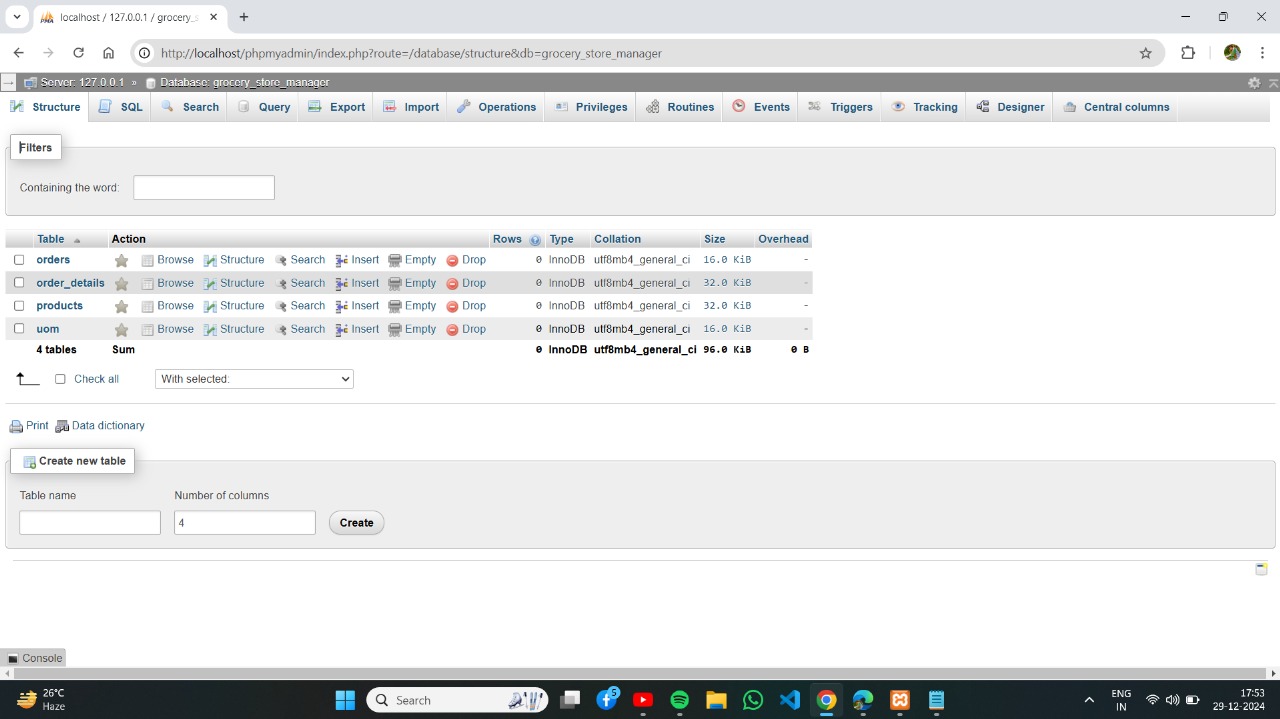 localhost / 127.0.0.1 / grocery_s
http://localhost/phpmyadmin/index.php?route=/database/structure&db=grocery_store_manager
Server: 127.0.0.1 » Database: grocery_store_manager
Structure SQL Search Query Export Import Operations Privileges Routines Events Triggers Tracking Designer Central columns
Filters
Containing the word:
Table Action Rows Type Collation Size Overhead
orders Browse Structure Search Insert Empty Drop 0 InnoDB utf8mb4_general_ci 16.0 KiB -
order_details Browse Structure Search Insert Empty Drop 0 InnoDB utf8mb4_general_ci 32.0 KiB -
products Browse Structure Search Insert Empty Drop 0 InnoDB utf8mb4_general_ci 32.0 KiB -
uom Browse Structure Search Insert Empty Drop 0 InnoDB utf8mb4_general_ci 16.0 KiB -
4 tables Sum 0 InnoDB utf8mb4_general_ci 96.0 KiB 0 B
Check all With selected:
Print Data dictionary
Create new table
Table name Number of columns
4 Create
Console
26°C
Haze
Search
5
ENG
IN
17:53
29-12-2024